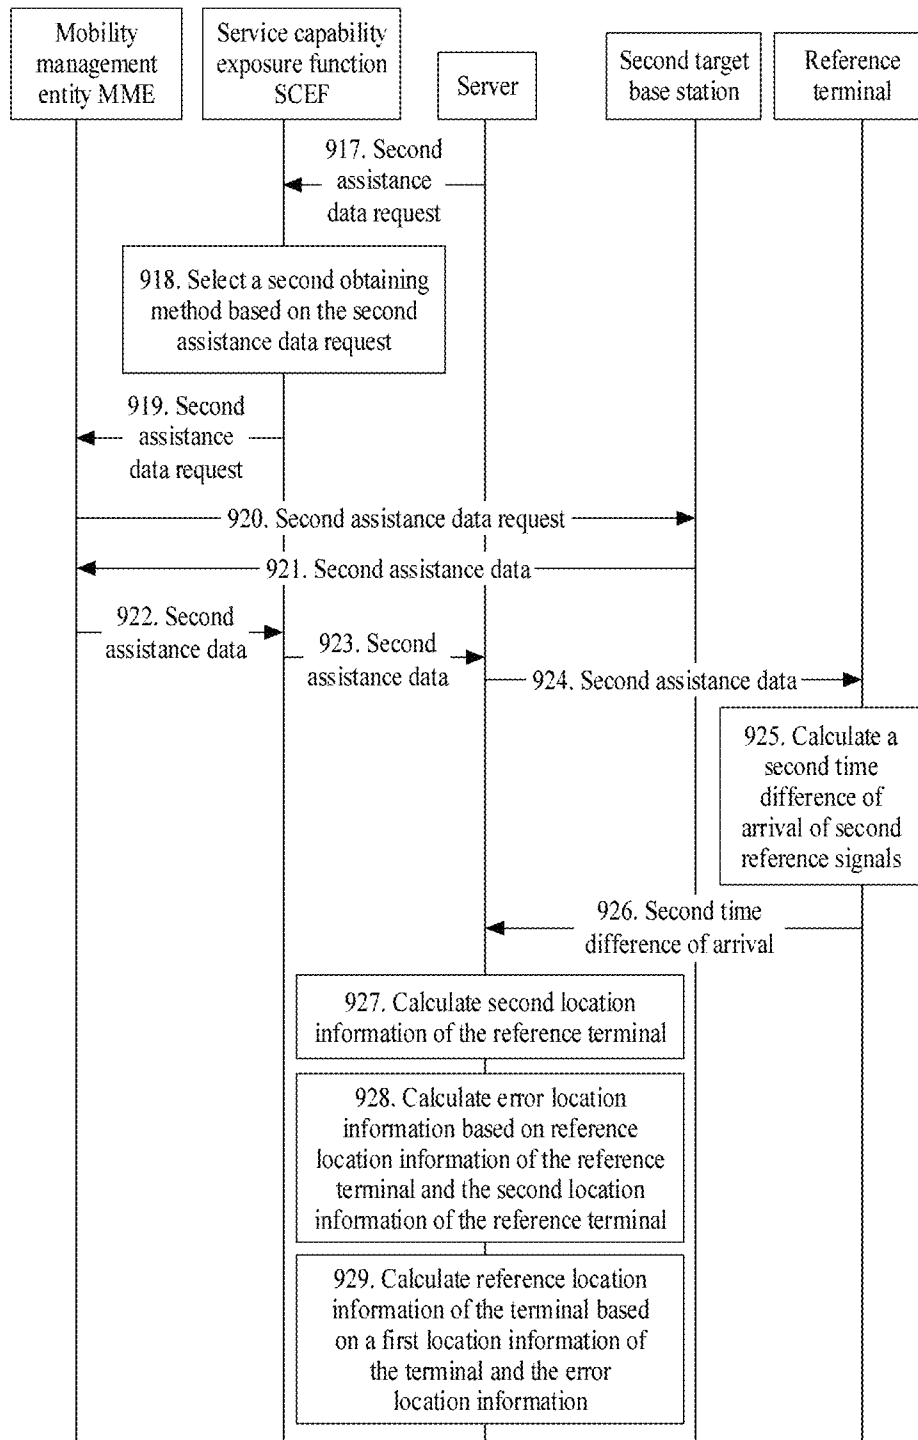 Mobility
management
entity MME
Service capability
exposure function
SCEF
Server
Second target
base station
Reference
terminal
917. Second
assistance
data request
918. Select a second obtaining
method based on the second
assistance data request
919. Second
assistance
data request
920. Second assistance data request
921. Second assistance data
922. Second
assistance data
923. Second
assistance data
924. Second assistance data
925. Calculate a
second time
difference of
arrival of second
reference signals
926. Second time
difference of arrival
927. Calculate second location
information of the reference terminal
928. Calculate error location
information based on reference
location information of the reference
terminal and the second location
information of the reference terminal
929. Calculate reference location
information of the terminal based
on a first location information of
the terminal and the error
location information